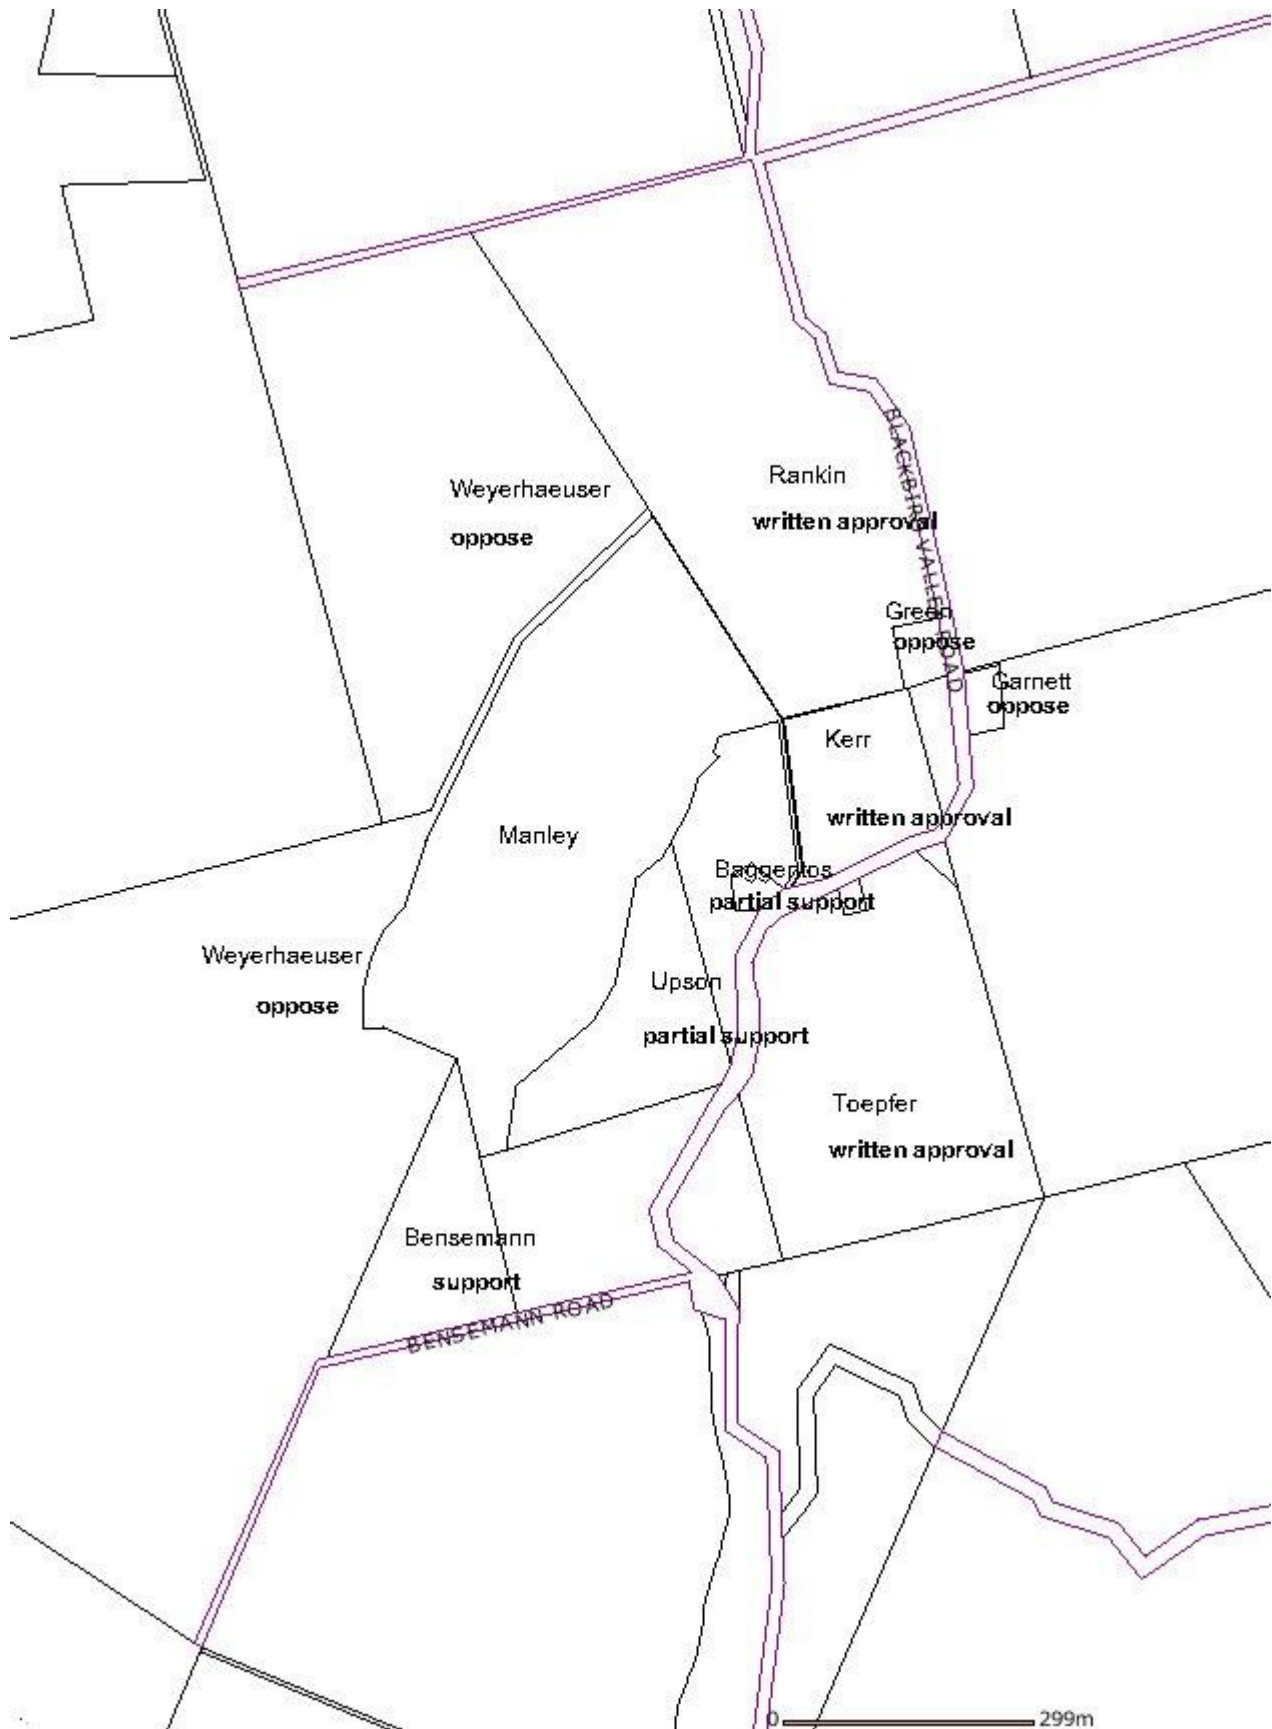 Rankin
written approval
BLACKBIRD VALLEY ROAD
Weyerhaeuser
oppose
Green
oppose
Garnett
oppose
Kerr
written approval
Manley
Baggentos
partial support
Weyerhaeuser
oppose
Upson
partial support
Toepfer
written approval
Bensemann
support
BENSEMANN ROAD
0 299m